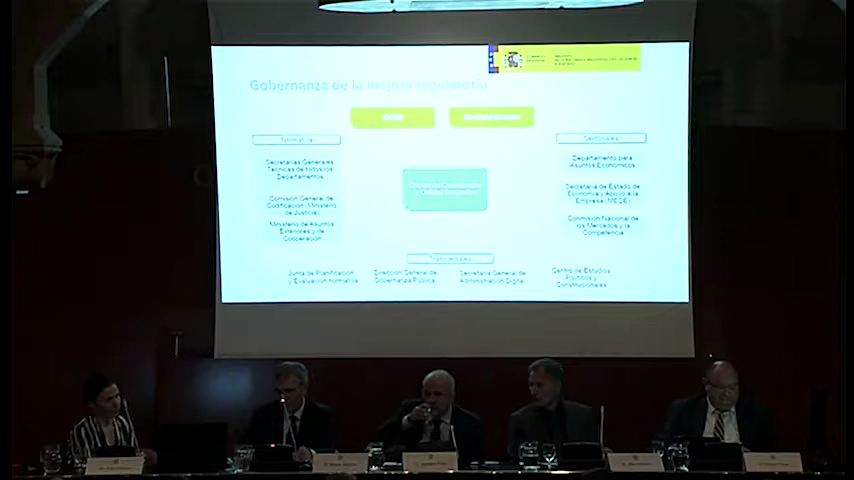 Gobernanza de la mejora regulatoria
OCDE
Normativa
Secretarías Generales
Técnicas de todos los
Departamentos
Comisión General de
Codificación (Ministerio
de Justicia)
Ministerio de Asuntos
Exteriores y de
Cooperación
Sectoriales
Departamento para
Asuntos Económicos
Secretaría de Estado de
Economía y Apoyo a la
Empresa (MEDE)
Comisión Nacional de
los Mercados y la
Competencia
Transversales
Junta de Planificación
y Evaluación normativa
Dirección General de
Gobernanza Pública
Secretaría General de
Administración Digital
Centro de Estudios
Políticos y
Constitucionales